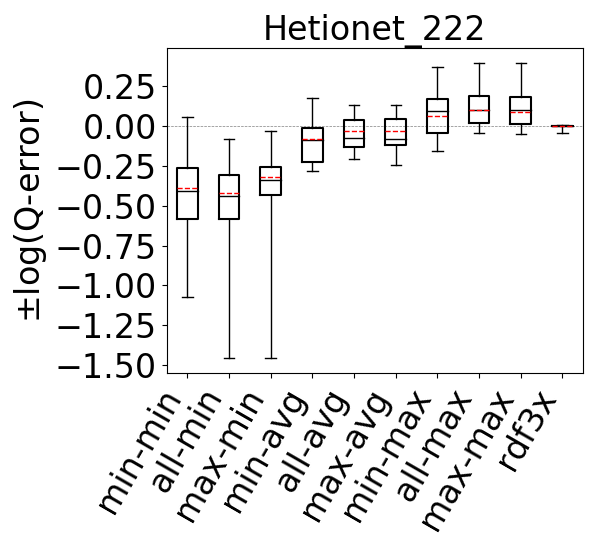 Hetionet_222
±log(Q-error)
0.25
0.00
−0.25
−0.50
−0.75
−1.00
−1.25
−1.50
min-min
all-min
max-min
min-avg
all-avg
max-avg
min-max
all-max
max-max
rdf3x